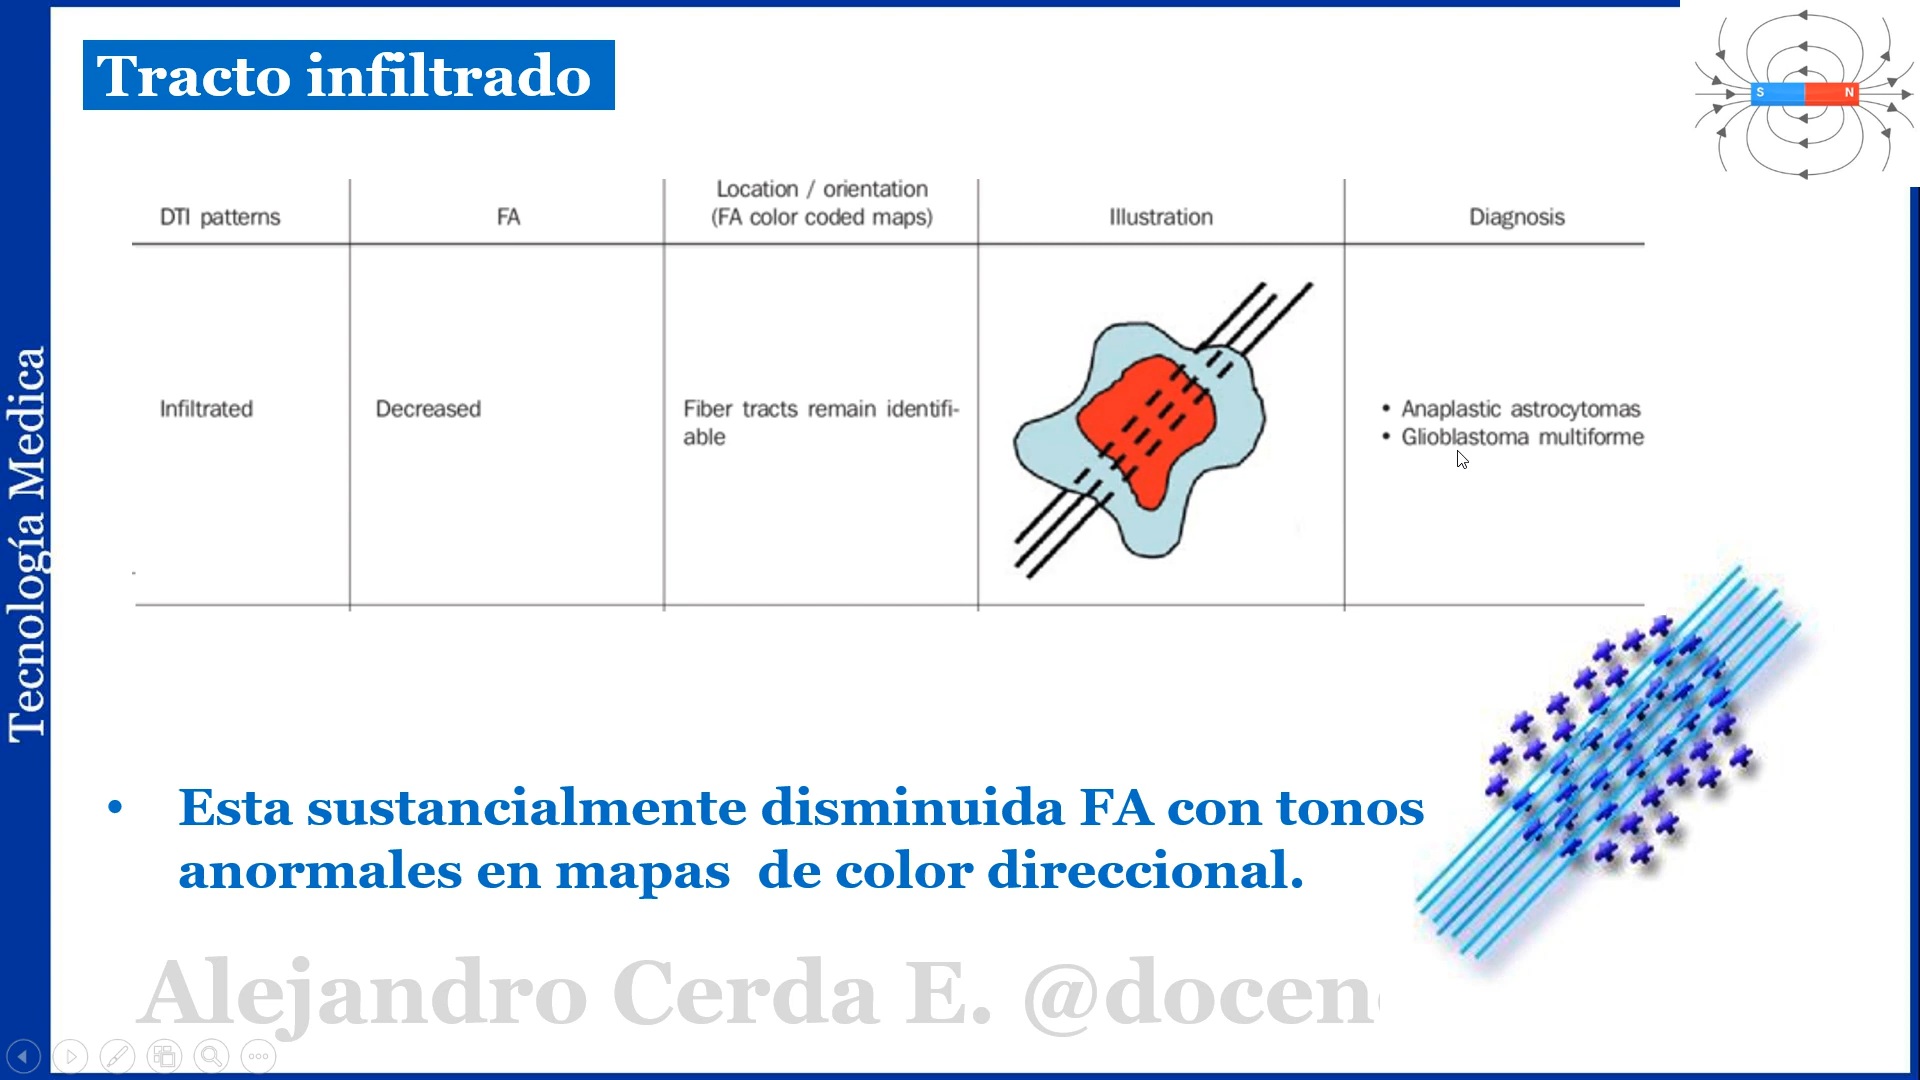 Tracto infiltrado
S N
Tecnología Medica
DTI patterns
FA
Location / orientation
(FA color coded maps)
Illustration
Diagnosis
Infiltrated
Decreased
Fiber tracts remain identifi-
able
• Anaplastic astrocytomas
• Glioblastoma multiforme
• Esta sustancialmente disminuida FA con tonos
anormales en mapas de color direccional.
Alejandro Cerda E. @docen